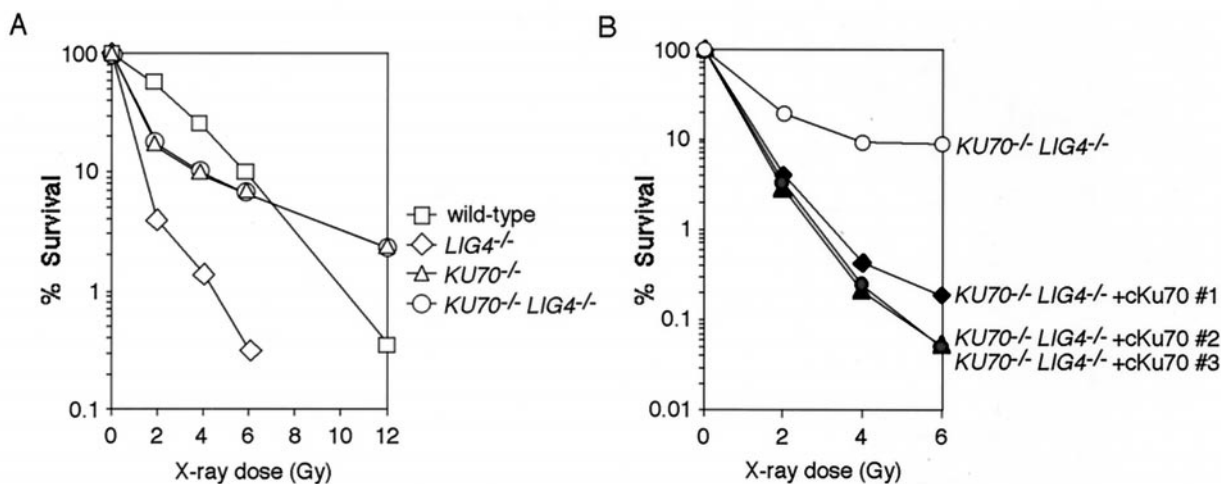 A
% Survival
100
10
1
0.1
0 2 4 6 8 10 12
X-ray dose (Gy)
wild-type
LIG4-/-
KU70-/-
KU70-/- LIG4-/-
B
% Survival
100
10
1
0.1
0.01
0 2 4 6
X-ray dose (Gy)
KU70-/- LIG4-/-
KU70-/- LIG4-/- +cKu70 #1
KU70-/- LIG4-/- +cKu70 #2
KU70-/- LIG4-/- +cKu70 #3